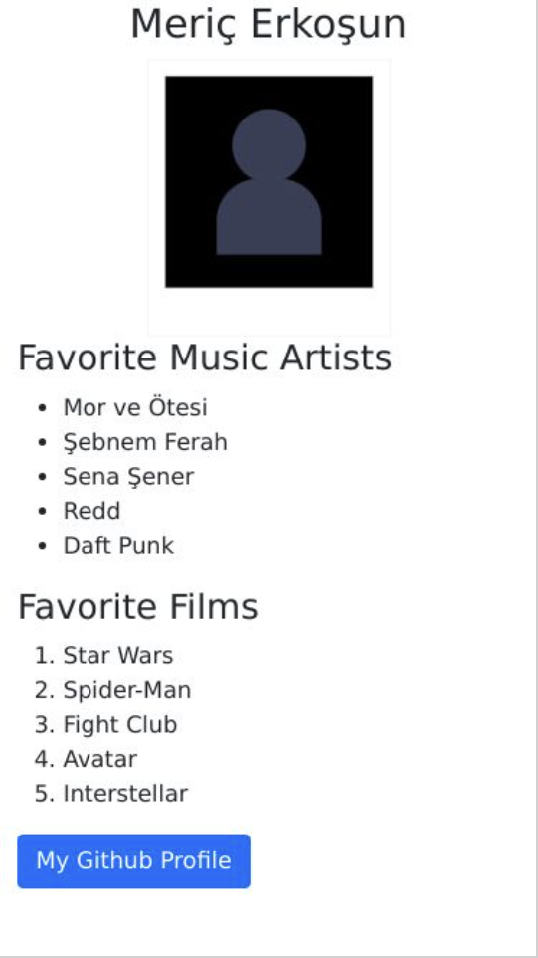 Meriç Erkoşun
Favorite Music Artists
• Mor ve Ötesi
• Şebnem Ferah
• Sena Şener
• Redd
• Daft Punk
Favorite Films
1. Star Wars
2. Spider-Man
3. Fight Club
4. Avatar
5. Interstellar
My Github Profile